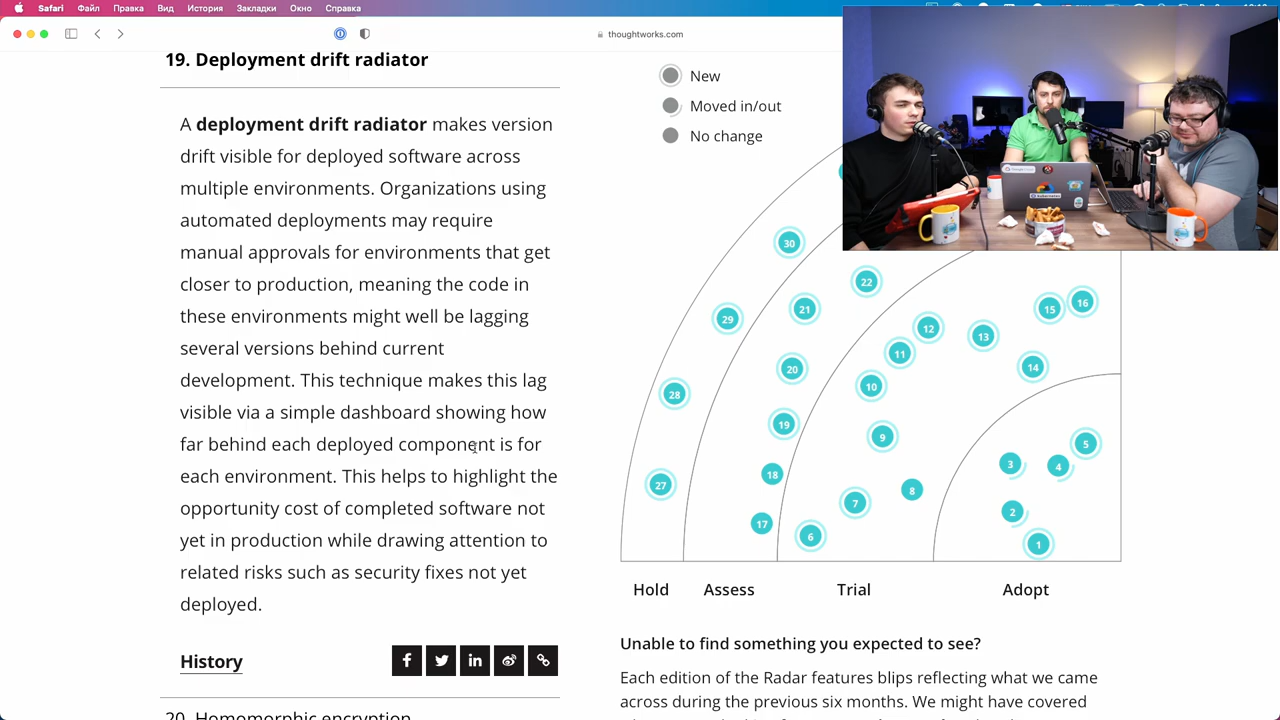 Safari Файл Правка Вид История Закладки Окно Справка
thoughtworks.com
19. Deployment drift radiator
A deployment drift radiator makes version
drift visible for deployed software across
multiple environments. Organizations using
automated deployments may require
manual approvals for environments that get
closer to production, meaning the code in
these environments might well be lagging
several versions behind current
development. This technique makes this lag
visible via a simple dashboard showing how
far behind each deployed component is for
each environment. This helps to highlight the
opportunity cost of completed software not
yet in production while drawing attention to
related risks such as security fixes not yet
deployed.
History
20. Homomorphic encryption
New
Moved in/out
No change
30
22
21
29
16
15
12
13
11
14
20
10
28
19
9
5
3
4
18
27
8
7
2
17
6
1
Hold Assess Trial Adopt
Unable to find something you expected to see?
Each edition of the Radar features blips reflecting what we came
across during the previous six months. We might have covered